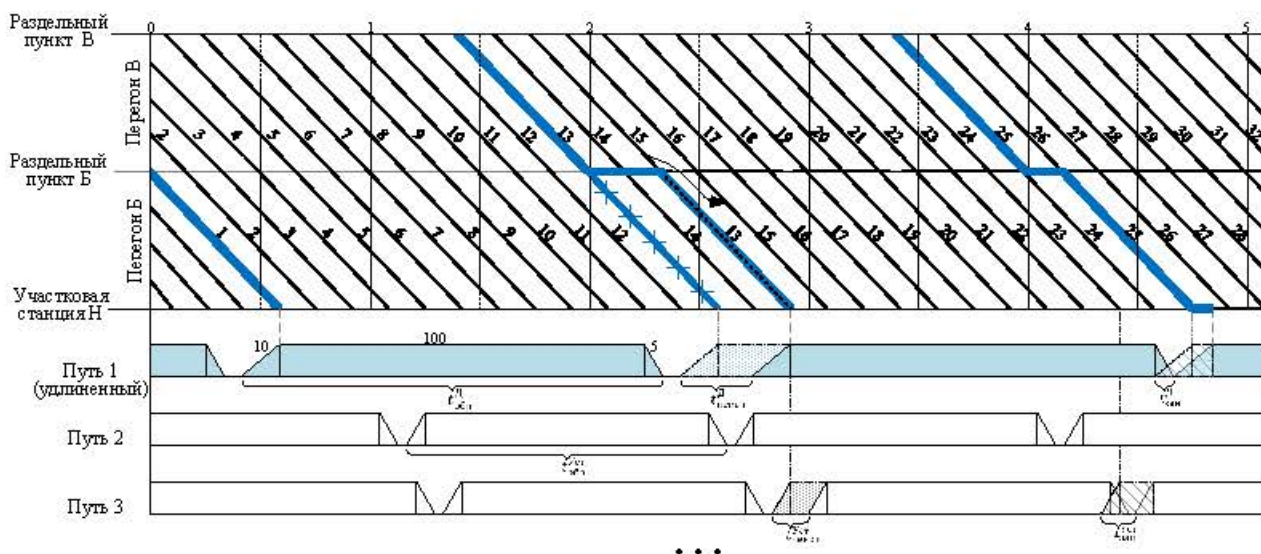 Раздельный
пункт В
0 1 2 3 4 5
Перегон В
2 3 4 5 6 7 8 9 10 11 12 13 14 15 16 17 18 19 20 21 22 23 24 25 26 27 28 29 30 31 32
Раздельный
пункт Б
Перегон Б
1 2 3 5 6 7 8 9 10 11 12 14 13 15 16 17 18 19 20 21 22 23 24 25 26 27 28
Участковая
станция Н
Путь 1
(удлиненный)
10 100 5
Путь 2
Путь 3
...